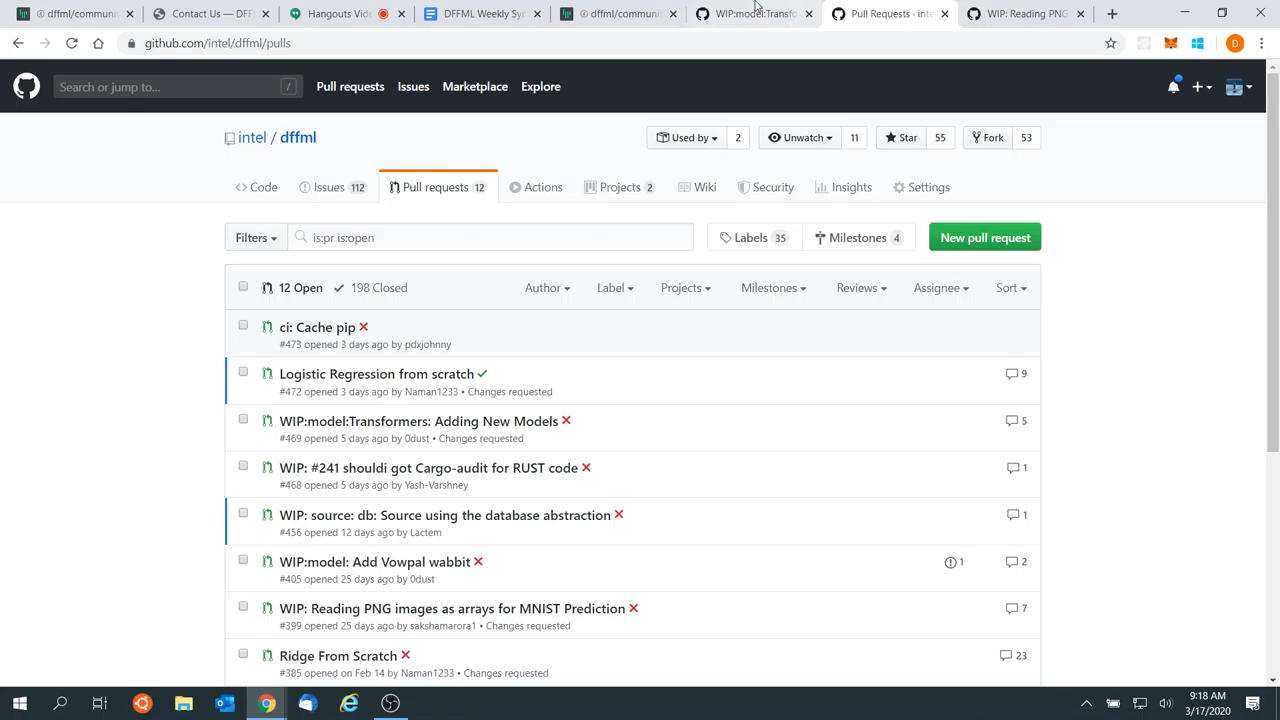 @ dffml/communi
Contact Us — DFF
Hangouts Vide
DFFML Weekly Syn
@ dffml/communi
WIP:model:Transfo
Pull Requests · inte
WIP: Reading PNG
github.com/intel/dffml/pulls
D
Search or jump to...
/
Pull requests
Issues
Marketplace
Explore
intel / dffml
Used by
2
Unwatch
11
Star
55
Fork
53
Code
Issues 112
Pull requests 12
Actions
Projects 2
Wiki
Security
Insights
Settings
Filters
is:pr is:open
Labels 35
Milestones 4
New pull request
12 Open
198 Closed
Author
Label
Projects
Milestones
Reviews
Assignee
Sort
ci: Cache pip
#473 opened 3 days ago by pdxjohnny
Logistic Regression from scratch
9
#472 opened 3 days ago by Naman1233 • Changes requested
WIP:model:Transformers: Adding New Models
5
#469 opened 5 days ago by 0dust • Changes requested
WIP: #241 shouldi got Cargo-audit for RUST code
1
#468 opened 5 days ago by Yash-Varshney
WIP: source: db: Source using the database abstraction
1
#456 opened 12 days ago by Lactem
WIP:model: Add Vowpal wabbit
1
2
#405 opened 25 days ago by 0dust
WIP: Reading PNG images as arrays for MNIST Prediction
7
#399 opened 25 days ago by sakshamarora1 • Changes requested
Ridge From Scratch
23
#385 opened on Feb 14 by Naman1233 • Changes requested
9:18 AM
3/17/2020